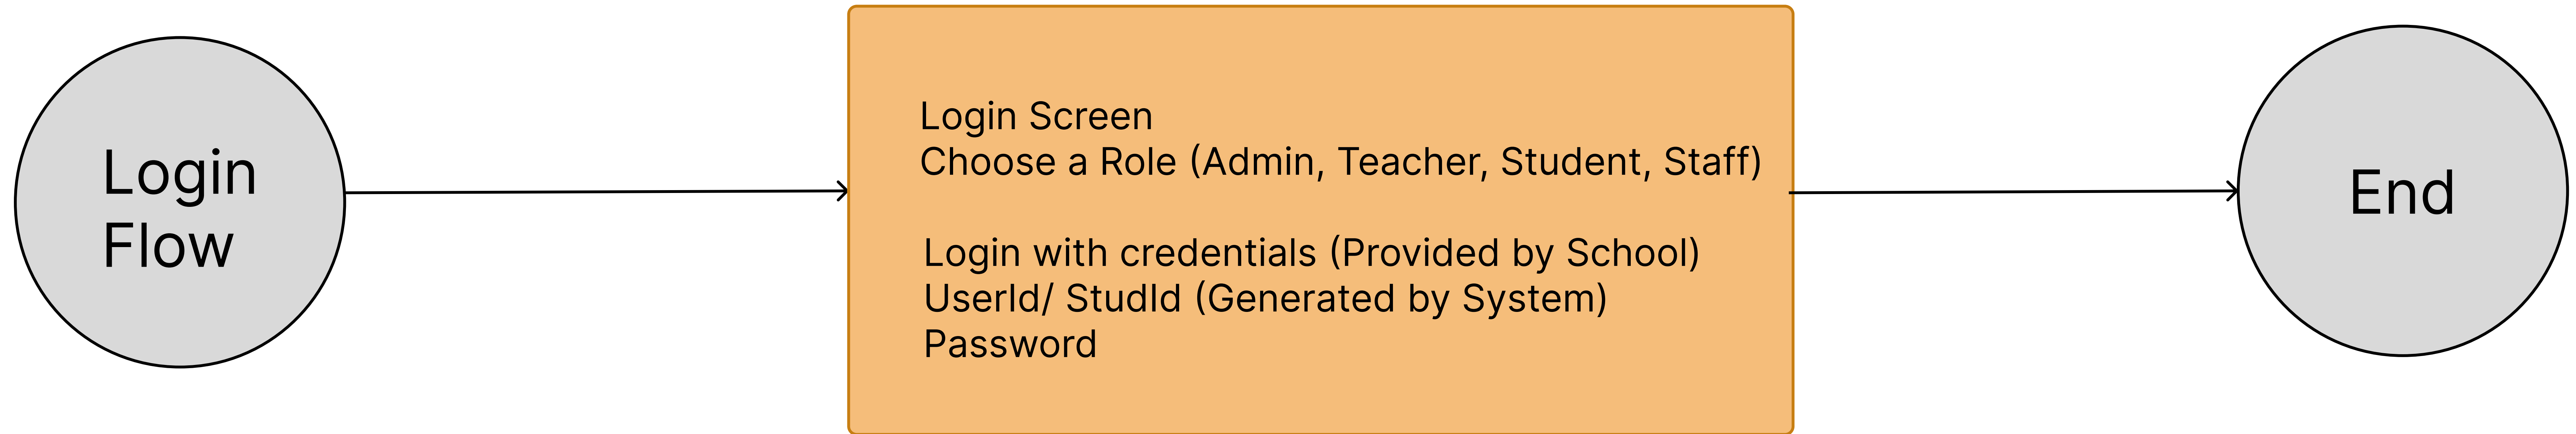 Login
Flow
Login Screen
Choose a Role (Admin, Teacher, Student, Staff)
Login with credentials (Provided by School)
UserId/ StudId (Generated by System)
Password
End